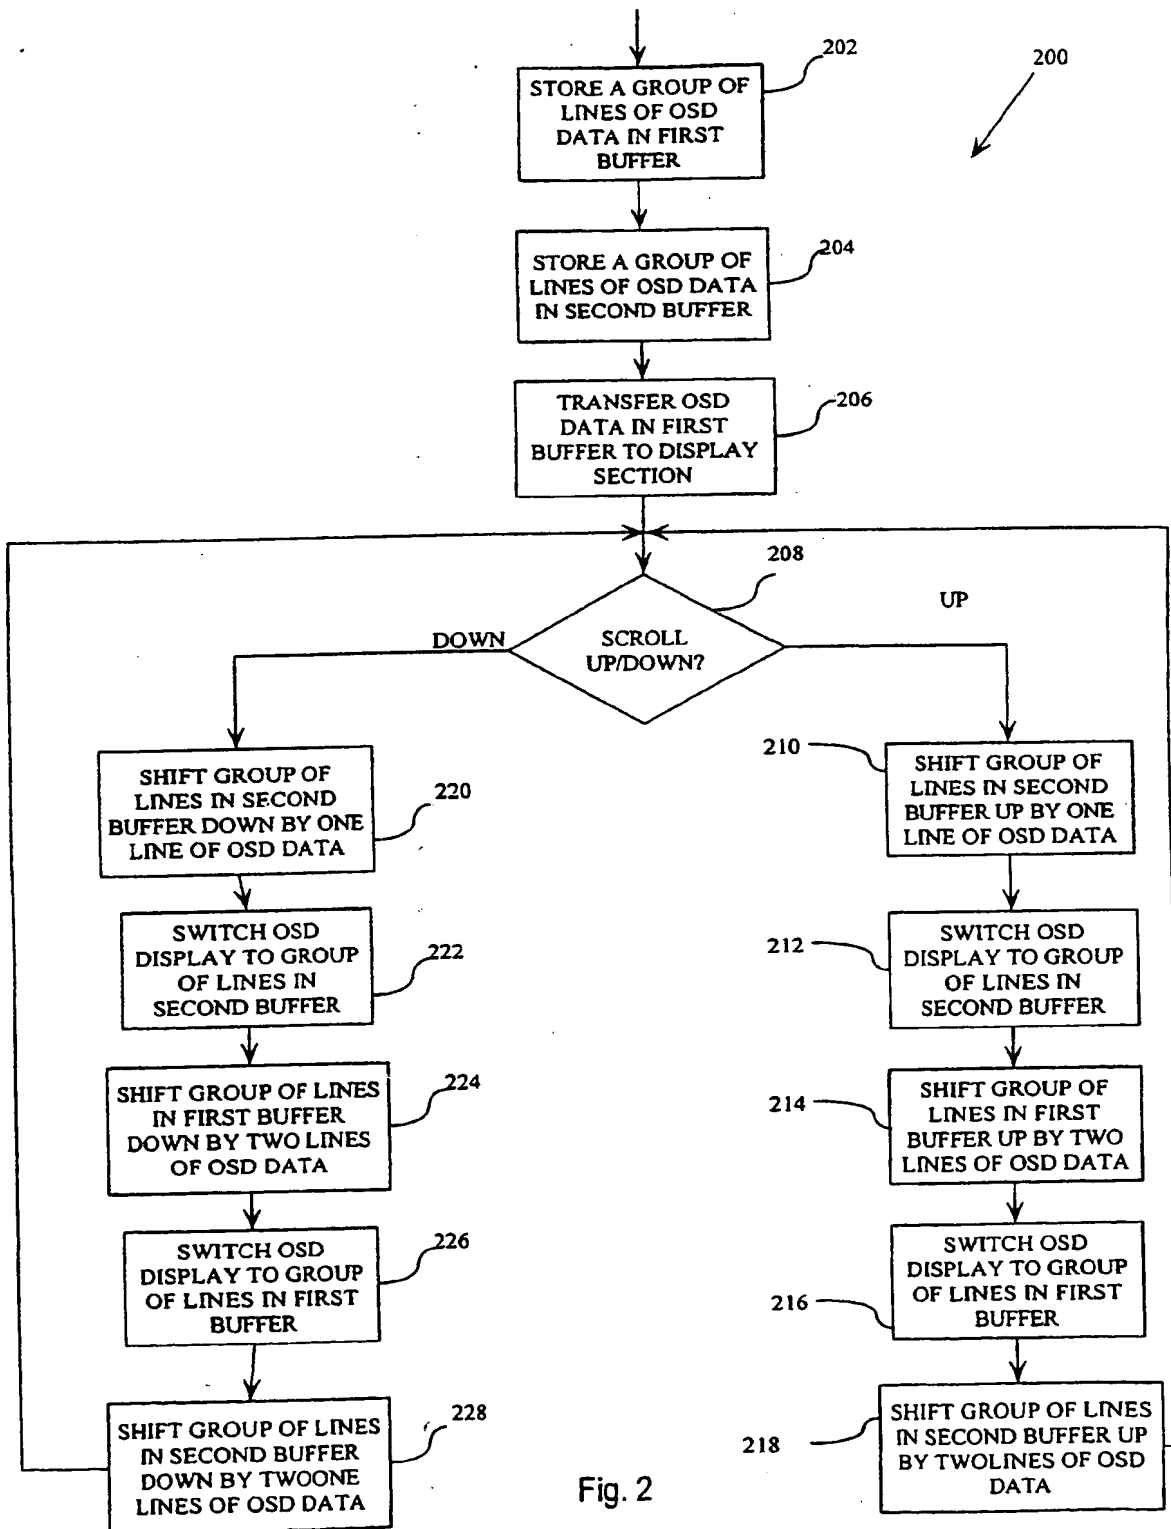 202
200
STORE A GROUP OF
LINES OF OSD
DATA IN FIRST
BUFFER
204
STORE A GROUP OF
LINES OF OSD DATA
IN SECOND BUFFER
206
TRANSFER OSD
DATA IN FIRST
BUFFER TO DISPLAY
SECTION
208
UP
DOWN
SCROLL
UP/DOWN?
220
SHIFT GROUP OF
LINES IN SECOND
BUFFER DOWN BY ONE
LINE OF OSD DATA
222
SWITCH OSD
DISPLAY TO GROUP
OF LINES IN
SECOND BUFFER
224
SHIFT GROUP OF LINES
IN FIRST BUFFER
DOWN BY TWO LINES
OF OSD DATA
226
SWITCH OSD
DISPLAY TO GROUP
OF LINES IN FIRST
BUFFER
228
SHIFT GROUP OF LINES
IN SECOND BUFFER
DOWN BY TWOONE
LINES OF OSD DATA
210
SHIFT GROUP OF
LINES IN SECOND
BUFFER UP BY ONE
LINE OF OSD DATA
212
SWITCH OSD
DISPLAY TO GROUP
OF LINES IN
SECOND BUFFER
214
SHIFT GROUP OF
LINES IN FIRST
BUFFER UP BY TWO
LINES OF OSD DATA
216
SWITCH OSD
DISPLAY TO GROUP
OF LINES IN FIRST
BUFFER
218
SHIFT GROUP OF LINES
IN SECOND BUFFER UP
BY TWOLINES OF OSD
DATA
Fig. 2